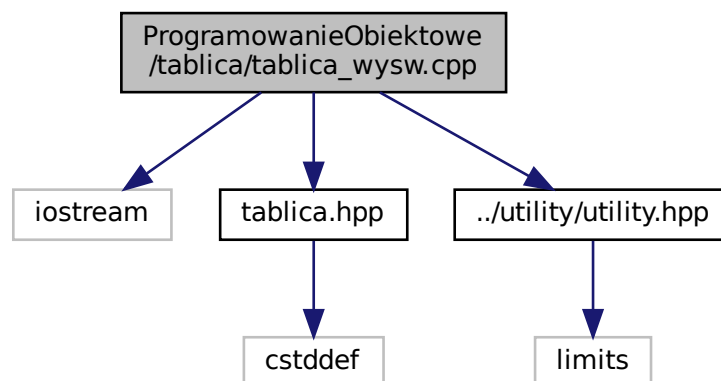 ProgramowanieObiektowe
/tablica/tablica_wysw.cpp
iostream
tablica.hpp
../utility/utility.hpp
cstddef
limits